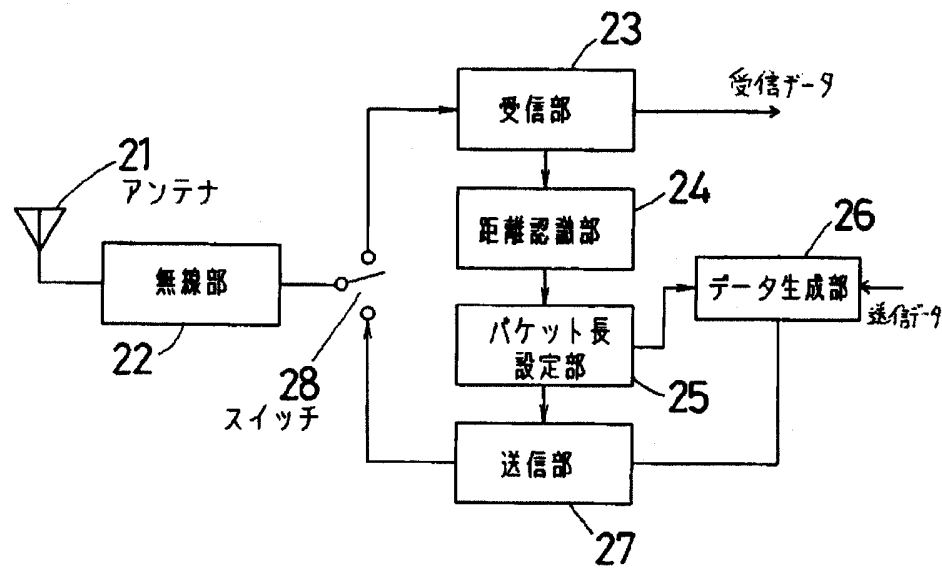 23
受信部
受信データ
21
アンテナ
24
距離認識部
26
データ生成部
送信データ
無線部
22
パケット長
設定部
25
28
スイッチ
送信部
27